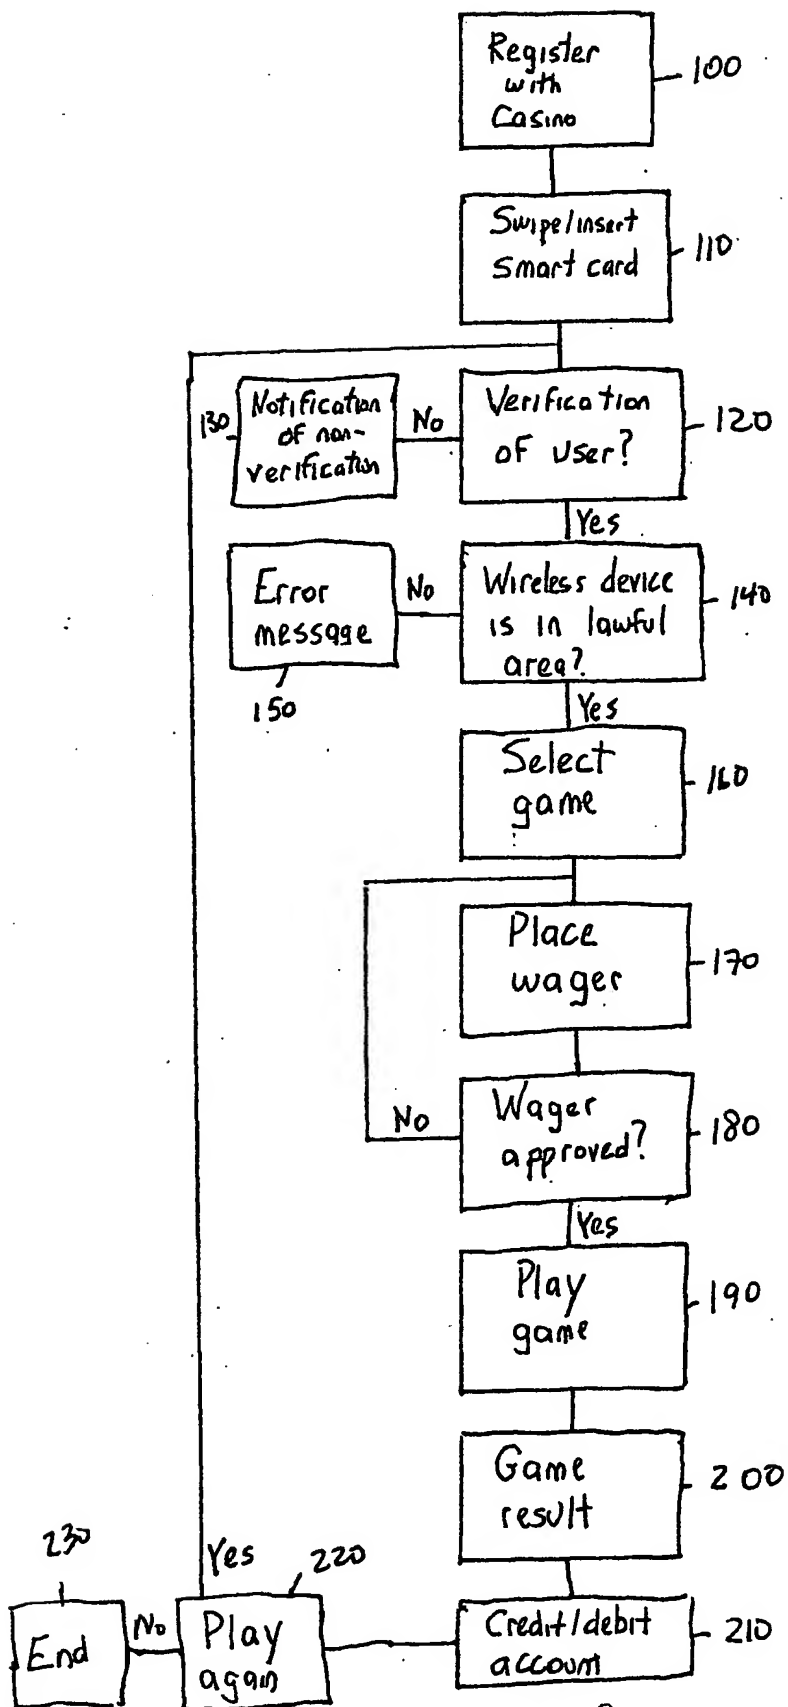 Register
with
Casino
100
Swipe/insert
smart card
110
Notification
of non-
verification
130
No
Verification
of user?
120
Yes
Error
message
150
No
Wireless device
is in lawful
area?
140
Yes
Select
game
160
Place
wager
170
No
Wager
approved?
180
Yes
Play
game
190
Game
result
200
230
End
No
Yes
220
Play
again
Credit/debit
account
210